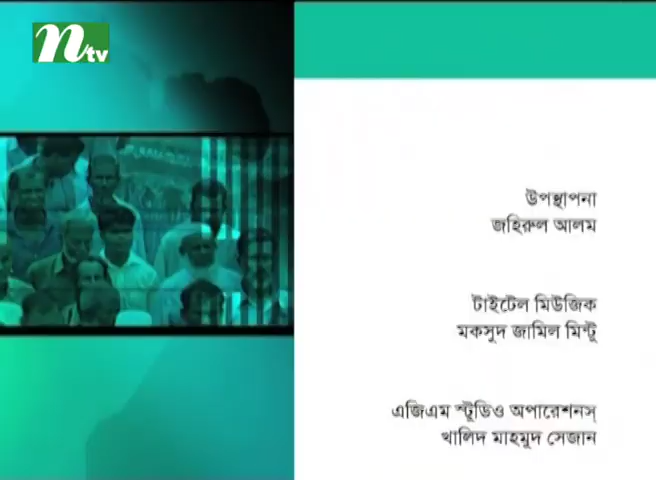 ntv
উপস্থাপনা
জহিরুল আলম
টাইটেল মিউজিক
মকসুদ জামিল মিন্টু
এজিএম স্টুডিও অপারেশনস্
খালিদ মাহমুদ সেজান